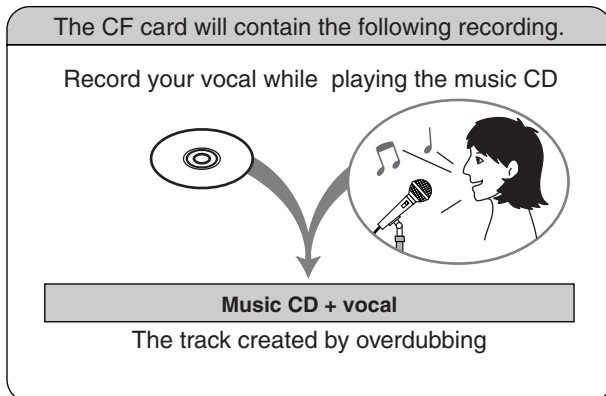 The CF card will contain the following recording.
Record your vocal while playing the music CD
Music CD + vocal
The track created by overdubbing